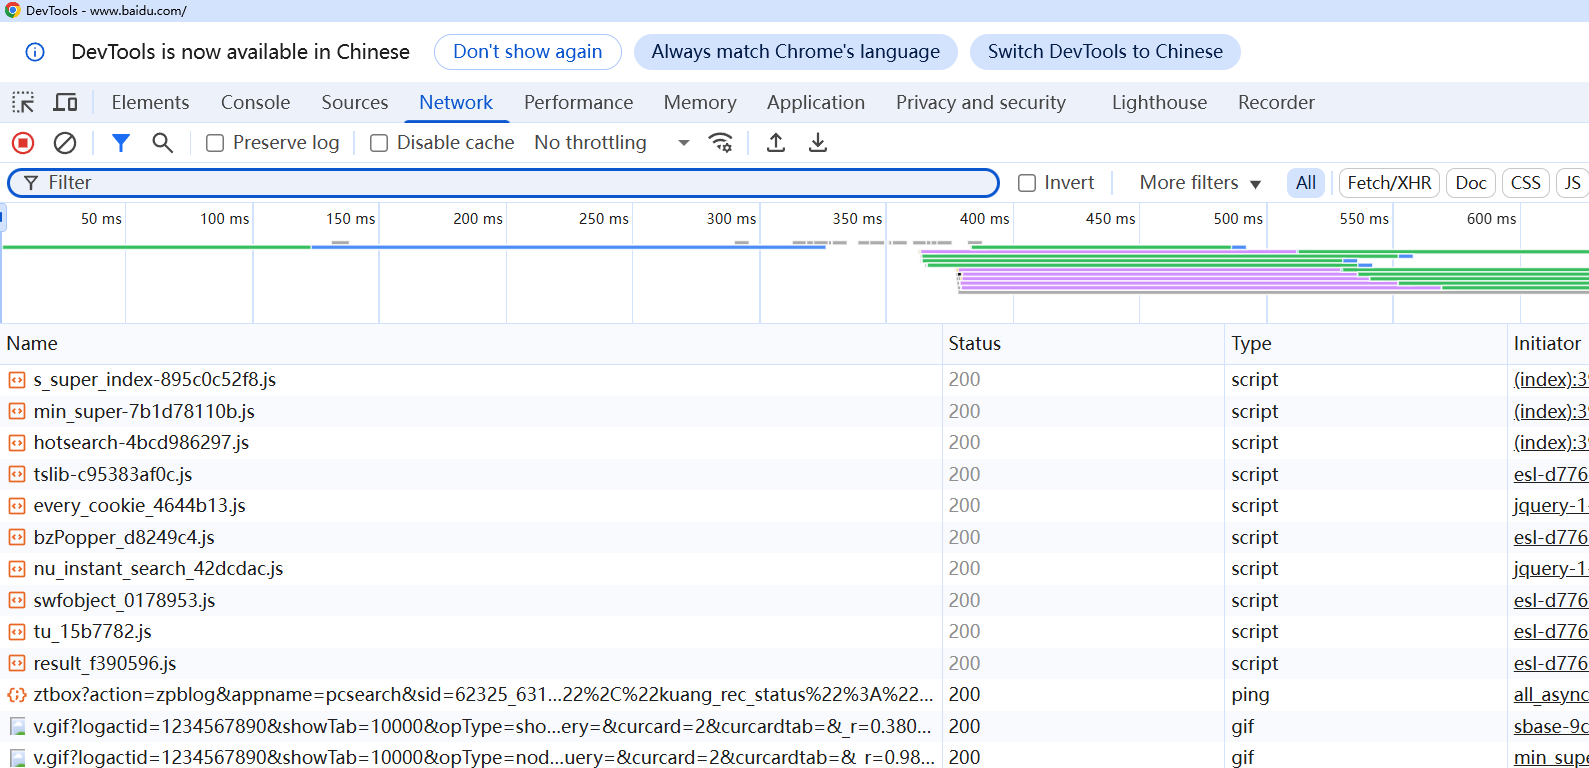 DevTools - www.baidu.com/
DevTools is now available in Chinese Don't show again Always match Chrome's language Switch DevTools to Chinese
Elements Console Sources Network Performance Memory Application Privacy and security Lighthouse Recorder
Preserve log Disable cache No throttling
Filter Invert More filters All Fetch/XHR Doc CSS JS
50 ms 100 ms 150 ms 200 ms 250 ms 300 ms 350 ms 400 ms 450 ms 500 ms 550 ms 600 ms
Name Status Type Initiator
s_super_index-895c0c52f8.js 200 script (index):39
min_super-7b1d78110b.js 200 script (index):39
hotsearch-4bcd986297.js 200 script (index):39
tslib-c95383af0c.js 200 script esl-d776
every_cookie_4644b13.js 200 script jquery-1-
bzPopper_d8249c4.js 200 script esl-d776
nu_instant_search_42dcdac.js 200 script jquery-1-
swfobject_0178953.js 200 script esl-d776
tu_15b7782.js 200 script esl-d776
result_f390596.js 200 script esl-d776
ztbox?action=zpblog&appname=pcsearch&sid=62325_631...22%2C%22kuang_rec_status%22%3A%22... 200 ping all_async
v.gif?logactid=1234567890&showTab=10000&opType=sho...ery=&curcard=2&curcardtab=&_r=0.380... 200 gif sbase-9c
v.gif?logactid=1234567890&showTab=10000&opType=nod...uery=&curcard=2&curcardtab=&_r=0.98... 200 gif min_supe